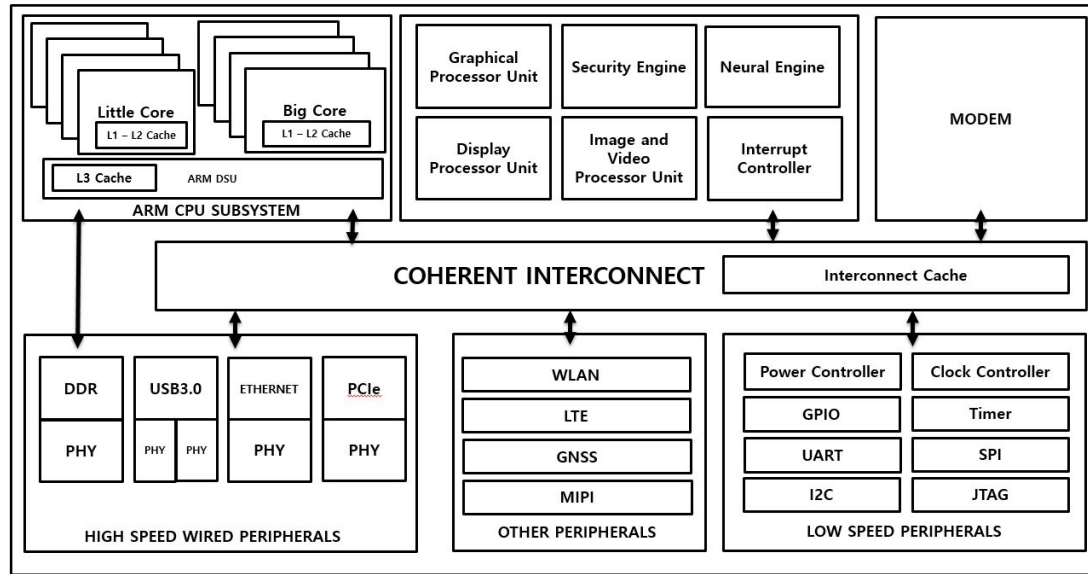 Little Core
L1 – L2 Cache
Big Core
L1 – L2 Cache
L3 Cache
ARM DSU
ARM CPU SUBSYSTEM
Graphical
Processor Unit
Security Engine
Neural Engine
Display
Processor Unit
Image and
Video
Processor Unit
Interrupt
Controller
MODEM
COHERENT INTERCONNECT
Interconnect Cache
DDR
PHY
USB3.0
PHY
PHY
ETHERNET
PHY
PCIe
PHY
HIGH SPEED WIRED PERIPHERALS
WLAN
LTE
GNSS
MIPI
OTHER PERIPHERALS
Power Controller
Clock Controller
GPIO
Timer
UART
SPI
I2C
JTAG
LOW SPEED PERIPHERALS